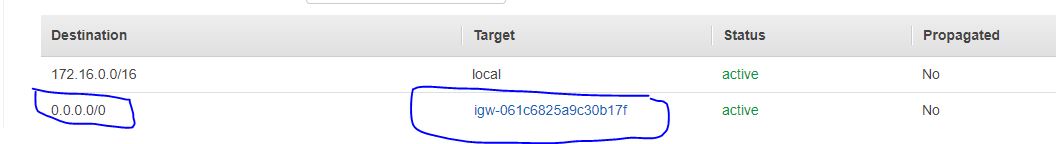 Destination Target Status Propagated
172.16.0.0/16 local active No
0.0.0.0/0 igw-061c6825a9c30b17f active No